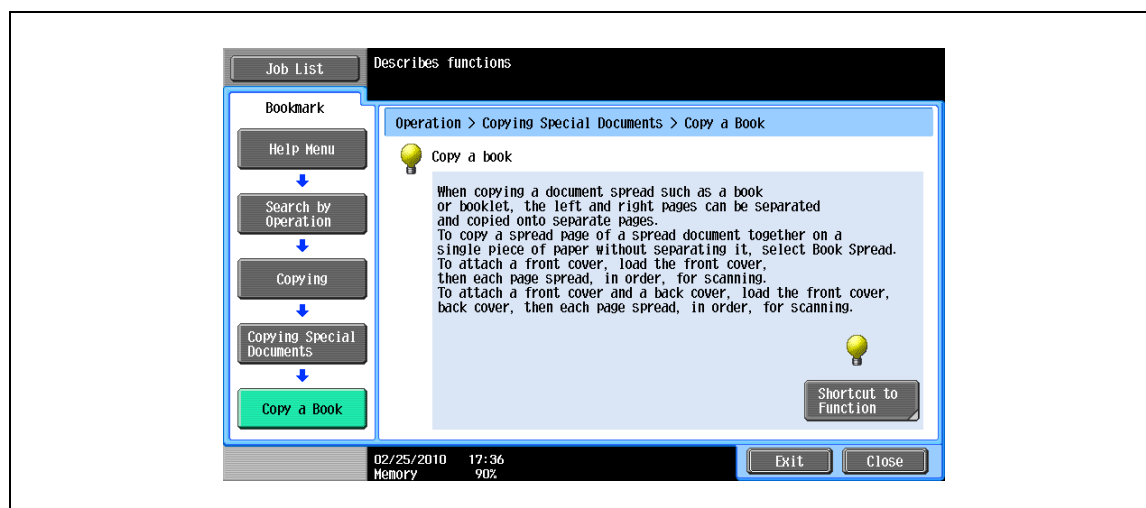 Job List
Describes functions
Bookmark
Help Menu
Search by
Operation
Copying
Copying Special
Documents
Copy a Book
Operation > Copying Special Documents > Copy a Book
Copy a book
When copying a document spread such as a book
or booklet, the left and right pages can be separated
and copied onto separate pages.
To copy a spread page of a spread document together on a
single piece of paper without separating it, select Book Spread.
To attach a front cover, load the front cover,
then each page spread, in order, for scanning.
To attach a front cover and a back cover, load the front cover,
back cover, then each page spread, in order, for scanning.
Shortcut to
Function
02/25/2010 17:36
Memory 90%
Exit
Close